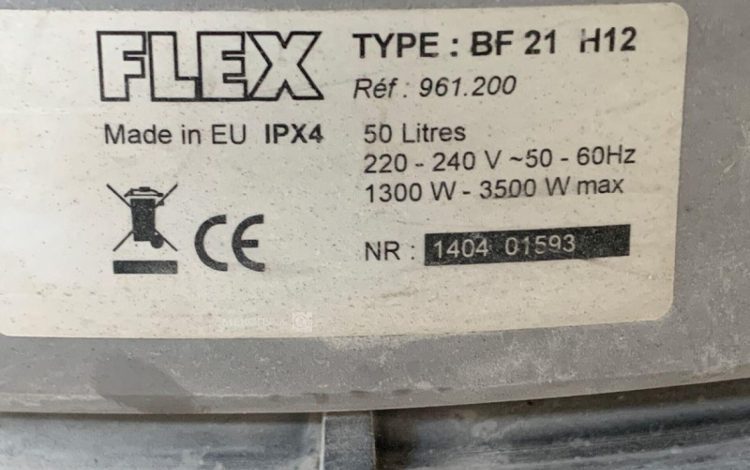 FLEX
TYPE : BF 21 H12
Réf : 961.200
Made in EU IPX4
50 Litres
220 - 240 V ~50 - 60Hz
1300 W - 3500 W max
CE
NR : 1404 01593